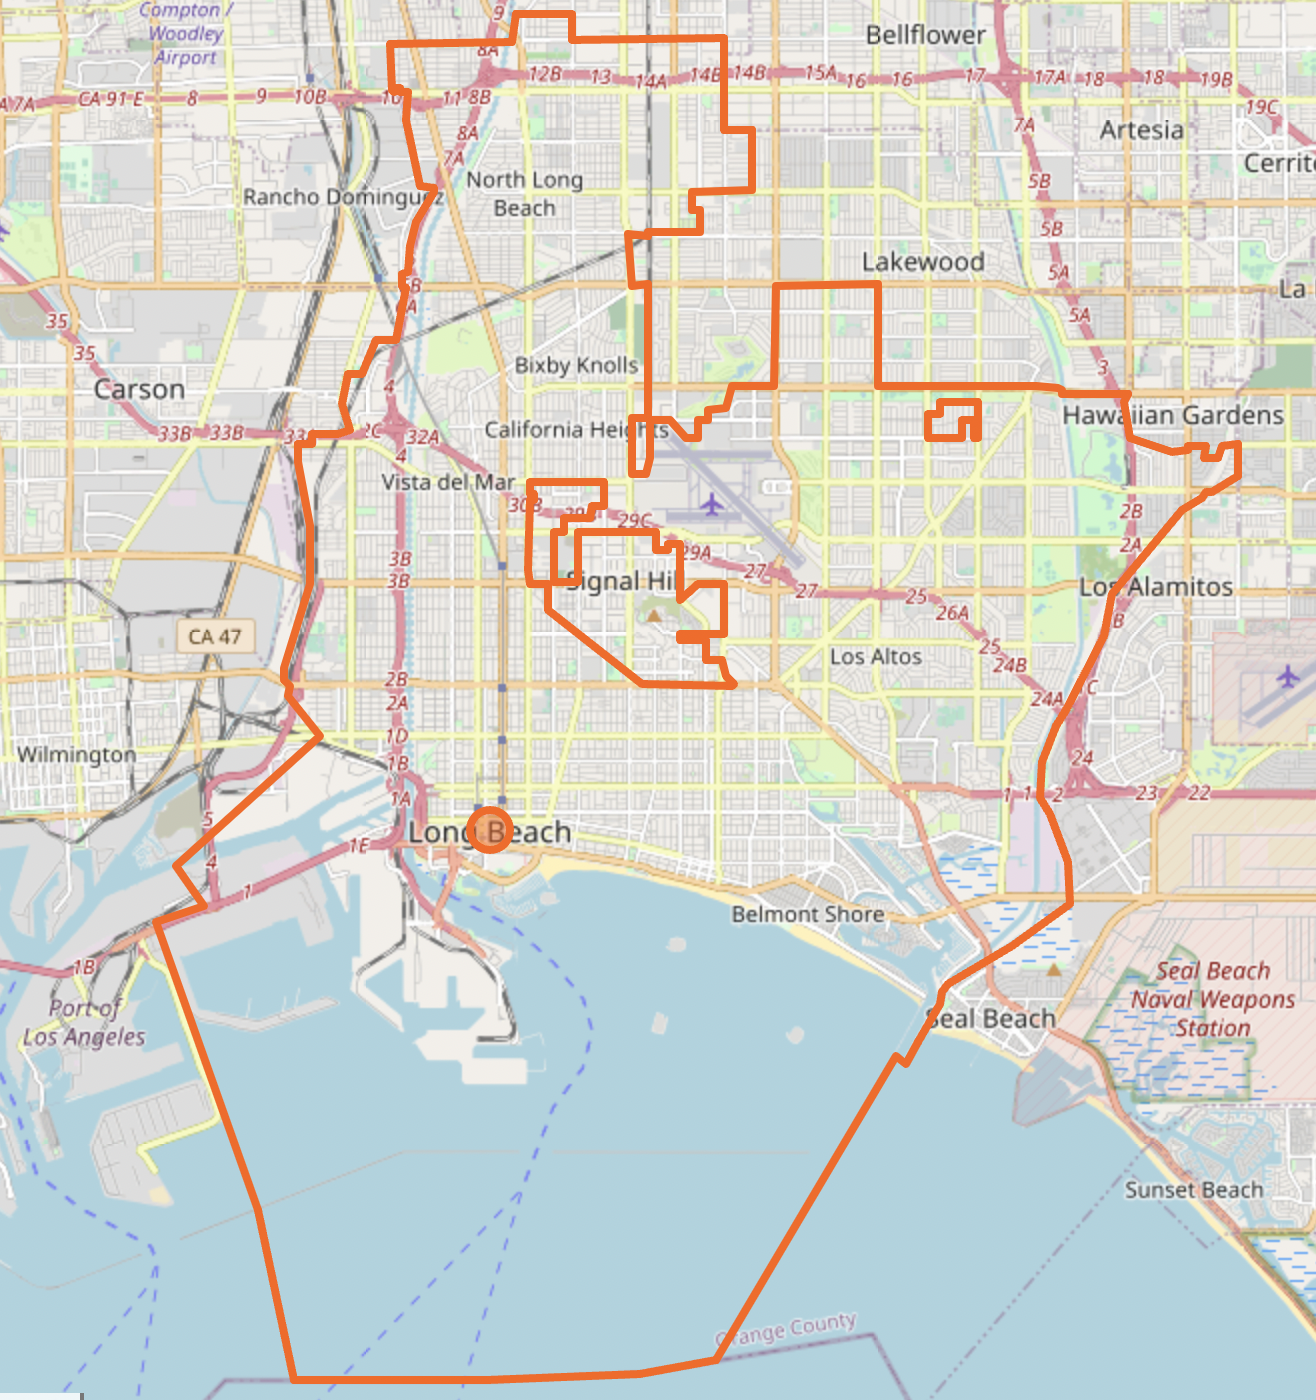 Compton /
Woodley
Airport
9
8A
Bellflower
12B
13
14A
14B
14B
15A
16
16
17
17A
18
18
19B
19C
A 7A
CA 91 E
8
9
10B
10
11
8B
8A
7A
7A
Artesia
Cerrito
North Long
Beach
Rancho Dominguez
5B
5B
5A
5A
Lakewood
La
35
35
3
Bixby Knolls
Carson
4
Hawaiian Gardens
California Heights
33B
33B
33
2C
32A
4
Vista del Mar
30B
29C
2B
2A
29A
27
27
3B
3B
Signal Hill
25
26A
Los Alamitos
B
CA 47
25
24B
Los Altos
2B
24A
C
2A
1D
Wilmington
1B
24
1A
1
1
2
23
22
5
Long Beach
1E
4
1
Belmont Shore
1B
Seal Beach
Naval Weapons
Station
Port of
Los Angeles
Seal Beach
Sunset Beach
Orange County